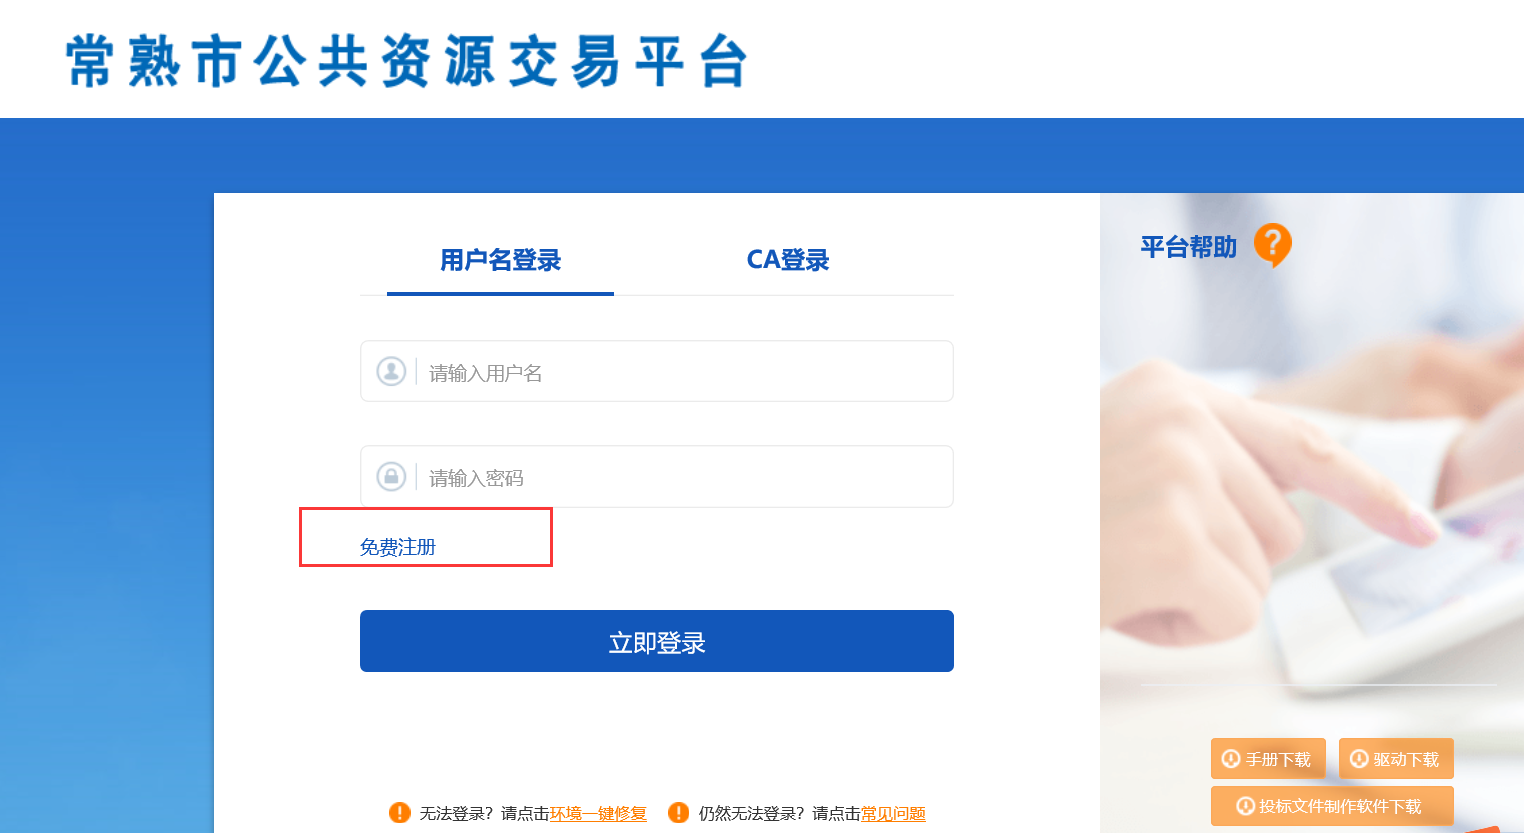 常熟市公共资源交易平台
用户名登录
CA登录
请输入用户名
请输入密码
免费注册
立即登录
无法登录？请点击环境一键修复
仍然无法登录？请点击常见问题
平台帮助
手册下载
驱动下载
投标文件制作软件下载